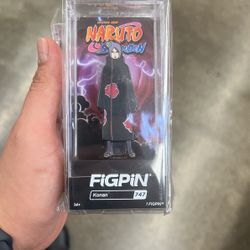 NARUTO
SHIPPUDEN
FiGPiN®
Konan
747